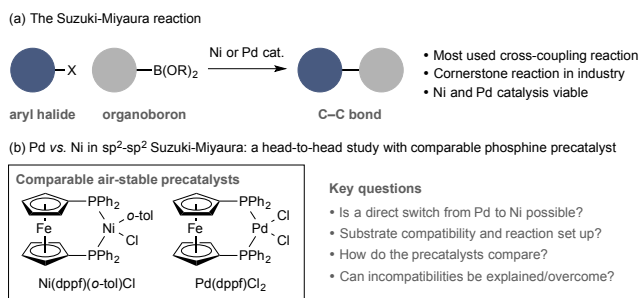 (a) The Suzuki-Miyaura reaction
X
B(OR)2
Ni or Pd cat.
aryl halide
organoboron
C–C bond
• Most used cross-coupling reaction
• Cornerstone reaction in industry
• Ni and Pd catalysis viable
(b) Pd vs. Ni in sp2-sp2 Suzuki-Miyaura: a head-to-head study with comparable phosphine precatalyst
Comparable air-stable precatalysts
PPh2
Fe
Ni
o-tol
Cl
PPh2
Ni(dppf)(o-tol)Cl
PPh2
Fe
Pd
Cl
Cl
PPh2
Pd(dppf)Cl2
Key questions
• Is a direct switch from Pd to Ni possible?
• Substrate compatibility and reaction set up?
• How do the precatalysts compare?
• Can incompatibilities be explained/overcome?